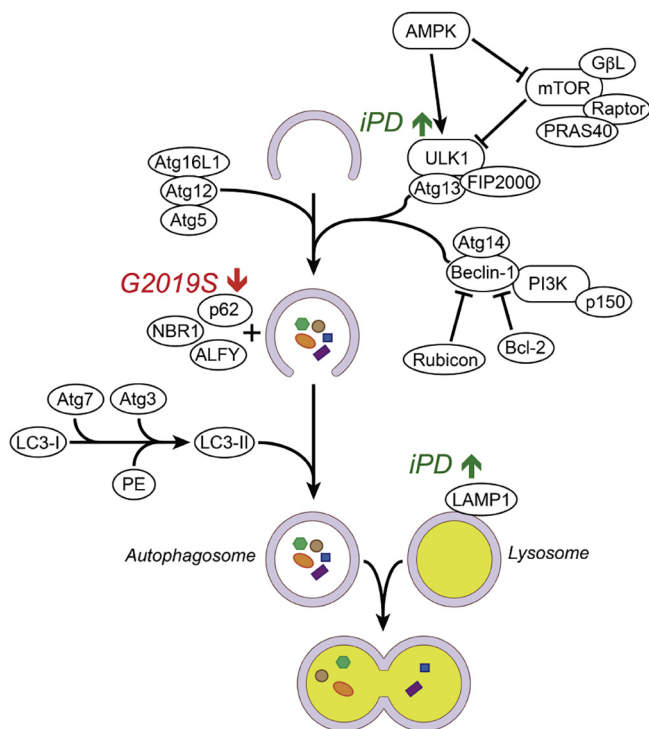 AMPK
GβL
mTOR
Raptor
PRAS40
iPD
ULK1
Atg13
FIP2000
Atg16L1
Atg12
Atg5
Atg14
Beclin-1
PI3K
p150
G2019S
p62
NBR1
ALFY
+
Rubicon
Bcl-2
Atg7
Atg3
LC3-I
LC3-II
PE
iPD
LAMP1
Autophagosome
Lysosome